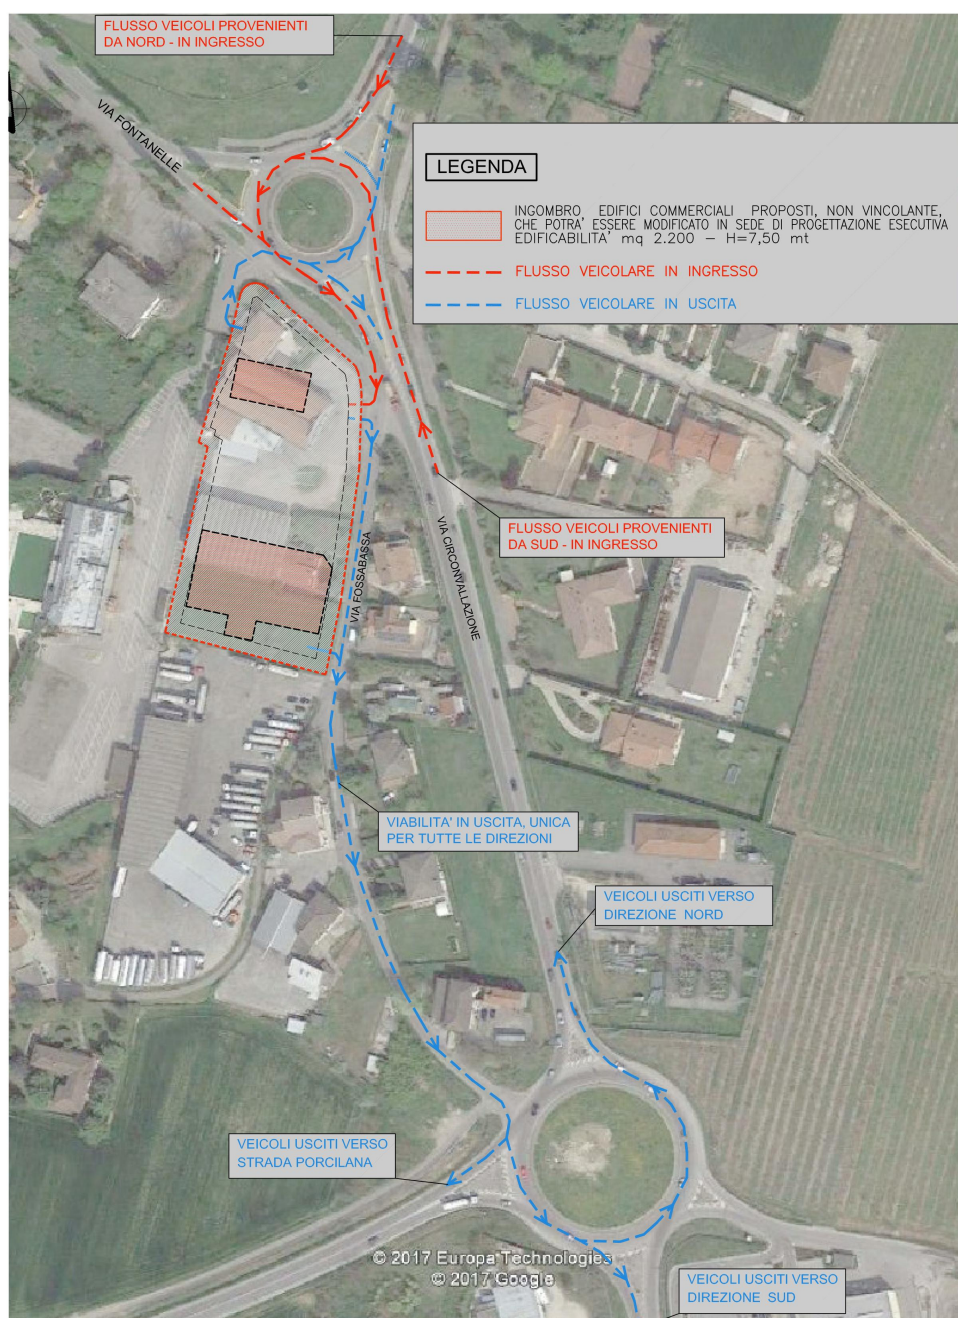 FLUSSO VEICOLI PROVENIENTI
DA NORD - IN INGRESSO
VIA FONTANELLE
LEGENDA
INGOMBRO, EDIFICI COMMERCIALI PROPOSTI, NON VINCOLANTE,
CHE POTRA' ESSERE MODIFICATO IN SEDE DI PROGETTAZIONE ESECUTIVA
EDIFICABILITA' mq 2.200 - H=7,50 mt
FLUSSO VEICOLARE IN INGRESSO
FLUSSO VEICOLARE IN USCITA
FLUSSO VEICOLI PROVENIENTI
DA SUD - IN INGRESSO
VIA FOSSABASSA
VIA CIRCONVALLAZIONE
VIABILITA' IN USCITA, UNICA
PER TUTTE LE DIREZIONI
VEICOLI USCITI VERSO
DIREZIONE NORD
VEICOLI USCITI VERSO
STRADA PORCILANA
© 2017 Europa Technologies
© 2017 Google
VEICOLI USCITI VERSO
DIREZIONE SUD